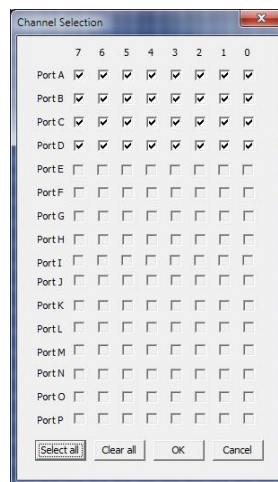 Channel Selection
7 6 5 4 3 2 1 0
Port A
Port B
Port C
Port D
Port E
Port F
Port G
Port H
Port I
Port J
Port K
Port L
Port M
Port N
Port O
Port P
Select all Clear all OK Cancel